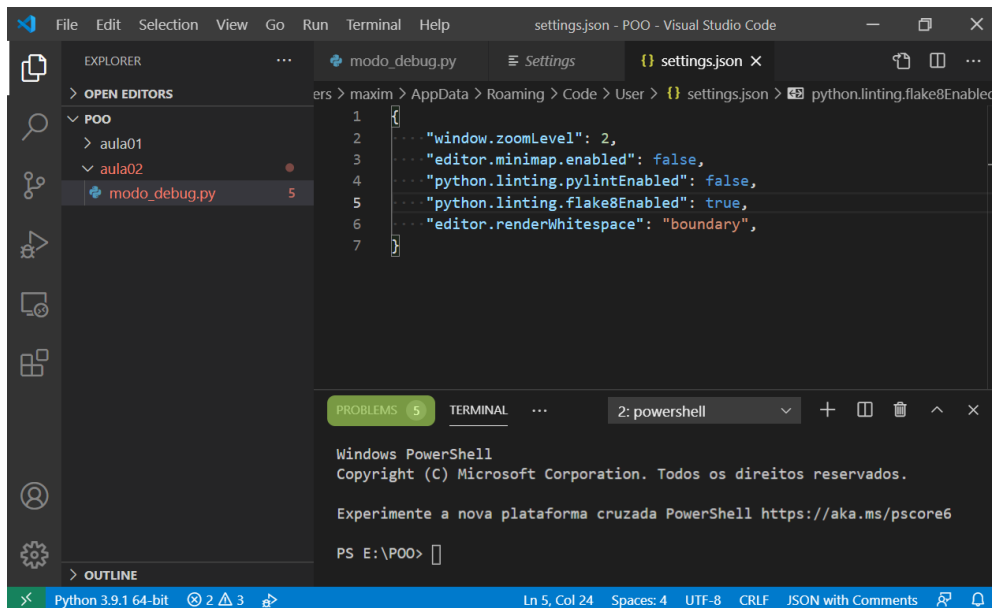 File Edit Selection View Go Run Terminal Help settings.json - POO - Visual Studio Code
EXPLORER
OPEN EDITORS
POO
aula01
aula02
modo_debug.py 5
modo_debug.py Settings {} settings.json
ers > maxim > AppData > Roaming > Code > User > {} settings.json > python.linting.flake8Enabled
1 {
2 "window.zoomLevel": 2,
3 "editor.minimap.enabled": false,
4 "python.linting.pylintEnabled": false,
5 "python.linting.flake8Enabled": true,
6 "editor.renderWhitespace": "boundary",
7 }
PROBLEMS 5 TERMINAL ... 2: powershell
Windows PowerShell
Copyright (C) Microsoft Corporation. Todos os direitos reservados.
Experimente a nova plataforma cruzada PowerShell https://aka.ms/pscore6
PS E:\POO>
OUTLINE
Python 3.9.1 64-bit 2 3 Ln 5, Col 24 Spaces: 4 UTF-8 CRLF JSON with Comments